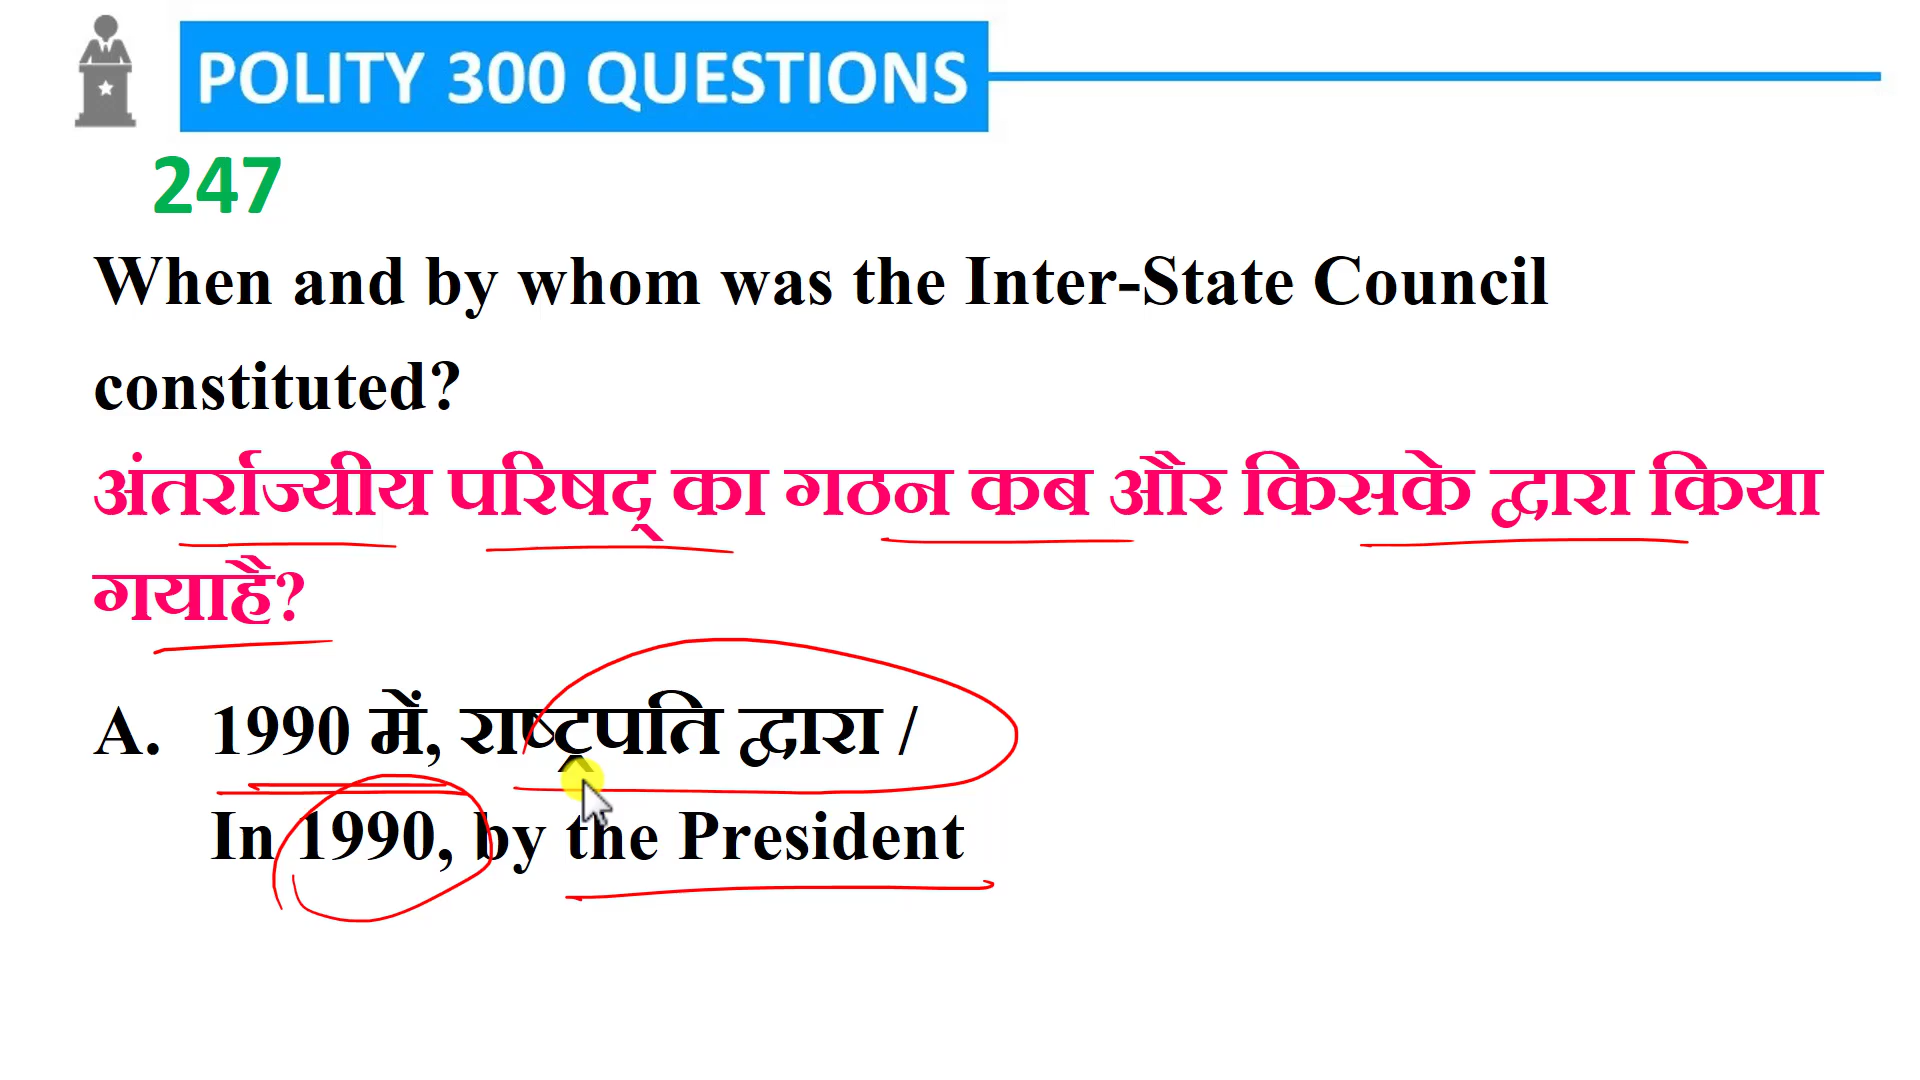 POLITY 300 QUESTIONS
247
When and by whom was the Inter-State Council
constituted?
अंतर्राज्यीय परिषद् का गठन कब और किसके द्वारा किया
गयाहै?
A. 1990 में, राष्ट्रपति द्वारा /
In 1990, by the President